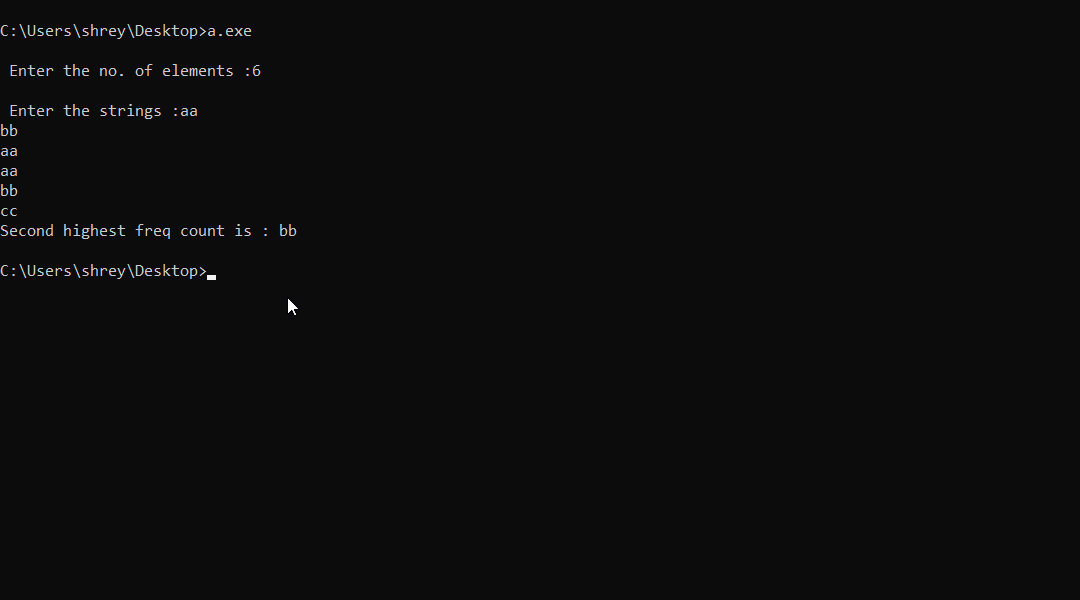 C:\Users\shrey\Desktop>a.exe
Enter the no. of elements :6
Enter the strings :aa
bb
aa
aa
bb
cc
Second highest freq count is : bb
C:\Users\shrey\Desktop>